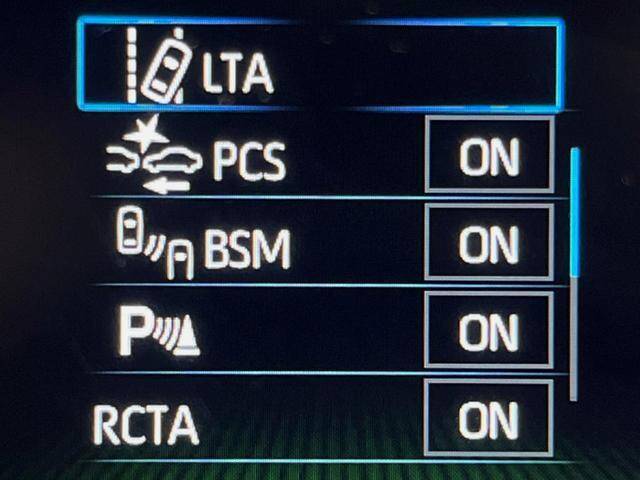 LTA
PCS ON
BSM ON
P ON
RCTA ON